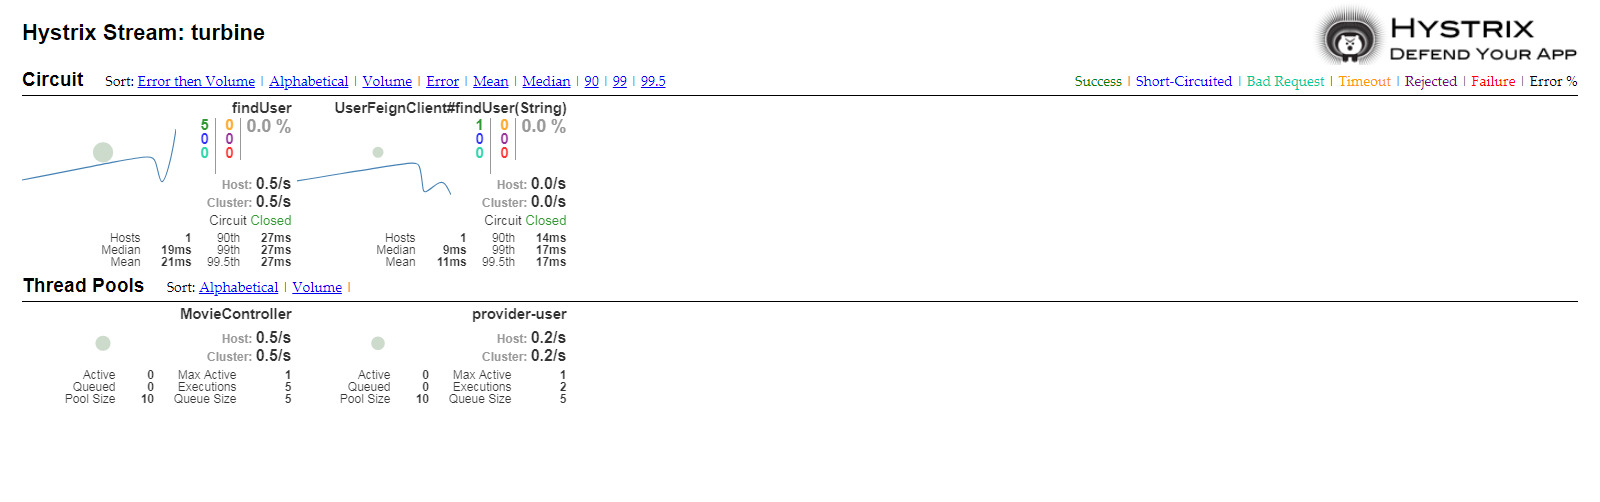 Hystrix Stream: turbine
HYSTRIX
DEFEND YOUR APP
Circuit Sort: Error then Volume | Alphabetical | Volume | Error | Mean | Median | 90 | 99 | 99.5
Success | Short-Circuited | Bad Request | Timeout | Rejected | Failure | Error %
findUser
5 0 0.0 %
0 0
0 0
Host: 0.5/s
Cluster: 0.5/s
Circuit Closed
Hosts 1 90th 27ms
Median 19ms 99th 27ms
Mean 21ms 99.5th 27ms
UserFeignClient#findUser(String)
1 0 0.0 %
0 0
0 0
Host: 0.0/s
Cluster: 0.0/s
Circuit Closed
Hosts 1 90th 14ms
Median 9ms 99th 17ms
Mean 11ms 99.5th 17ms
Thread Pools Sort: Alphabetical | Volume |
MovieController
Host: 0.5/s
Cluster: 0.5/s
Active 0 Max Active 1
Queued 0 Executions 5
Pool Size 10 Queue Size 5
provider-user
Host: 0.2/s
Cluster: 0.2/s
Active 0 Max Active 1
Queued 0 Executions 2
Pool Size 10 Queue Size 5